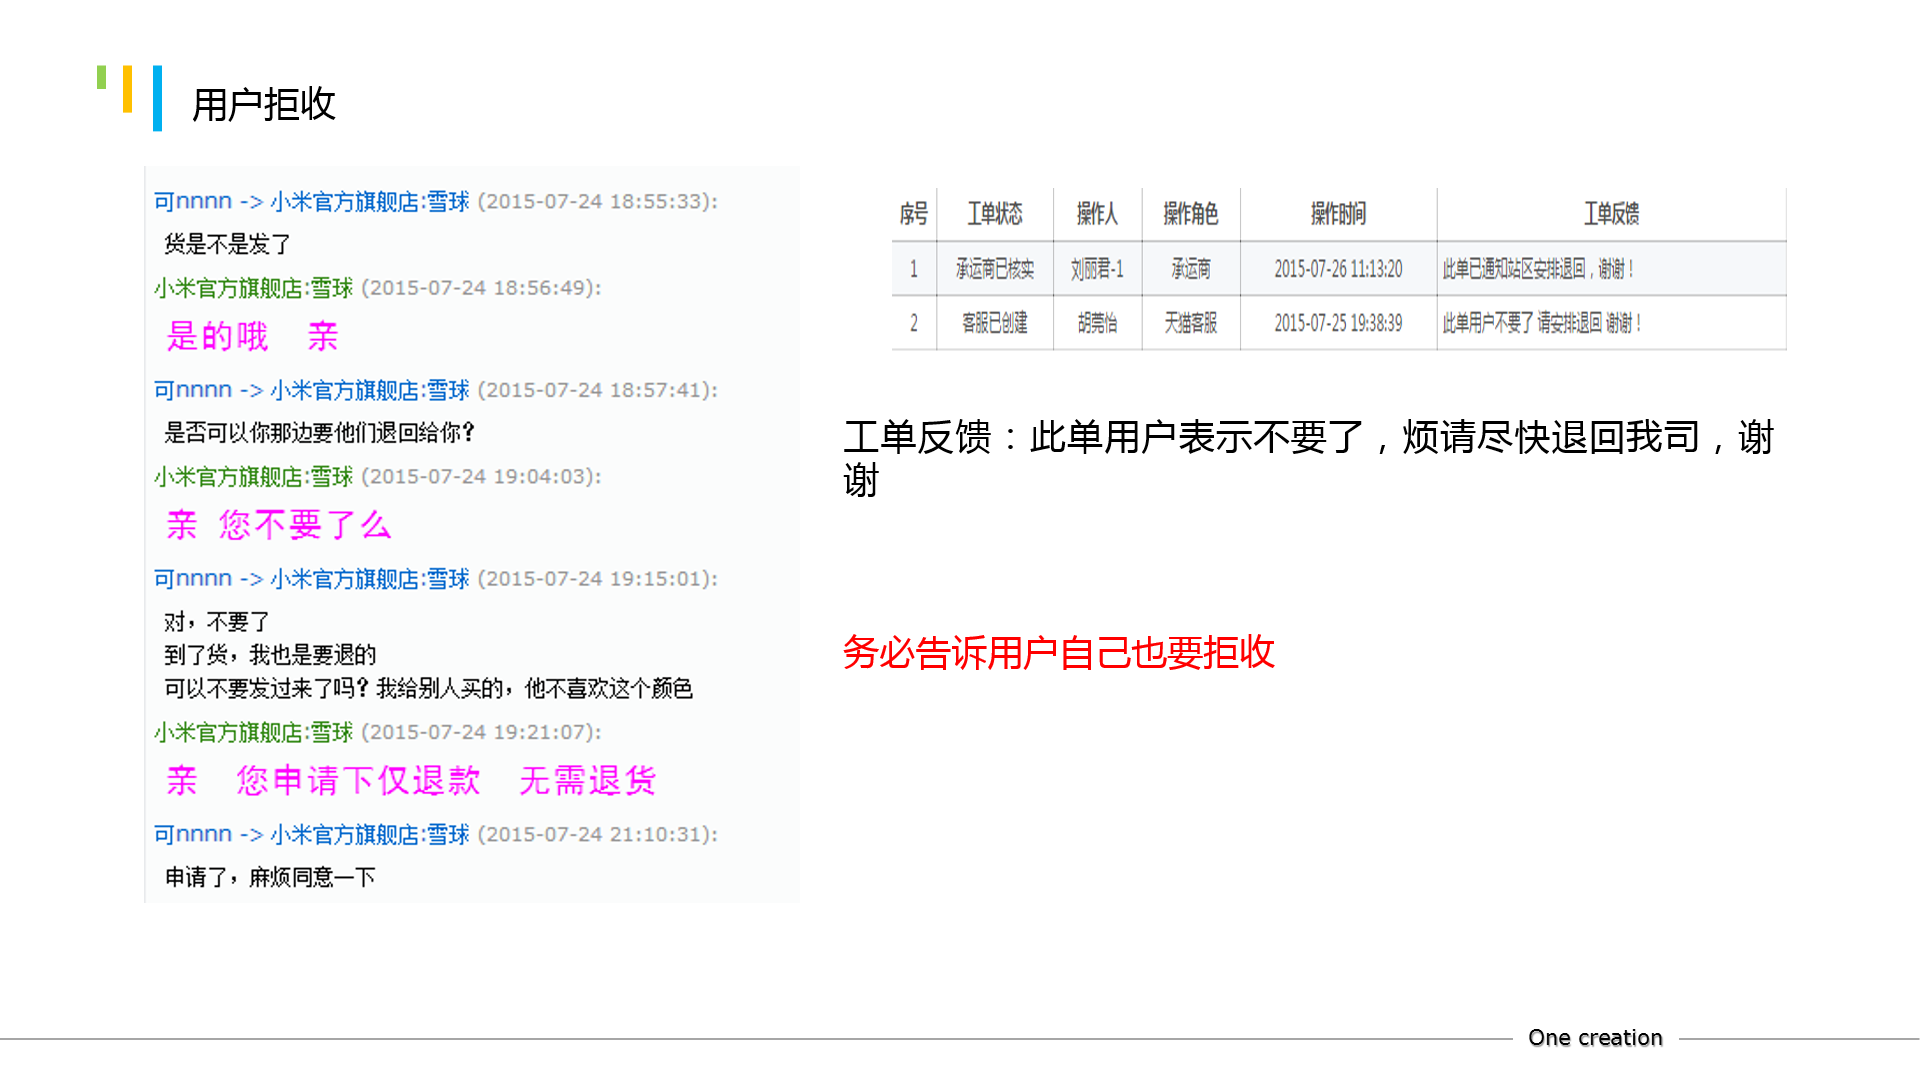 用户拒收
可nnnn -> 小米官方旗舰店:雪球 (2015-07-24 18:55:33):
货是不是发了
小米官方旗舰店:雪球 (2015-07-24 18:56:49):
是的哦 亲
可nnnn -> 小米官方旗舰店:雪球 (2015-07-24 18:57:41):
是否可以你那边要他们退回给你?
小米官方旗舰店:雪球 (2015-07-24 19:04:03):
亲 您不要了么
可nnnn -> 小米官方旗舰店:雪球 (2015-07-24 19:15:01):
对，不要了
到了货，我也是要退的
可以不要发过来了吗? 我给别人买的，他不喜欢这个颜色
小米官方旗舰店:雪球 (2015-07-24 19:21:07):
亲 您申请下仅退款 无需退货
可nnnn -> 小米官方旗舰店:雪球 (2015-07-24 21:10:31):
申请了，麻烦同意一下
序号 工单状态 操作人 操作角色 操作时间 工单反馈
1 承运商已核实 刘丽君-1 承运商 2015-07-26 11:13:20 此单已通知站区安排退回，谢谢！
2 客服已创建 胡莞怡 天猫客服 2015-07-25 19:38:39 此单用户不要了 请安排退回 谢谢！
工单反馈：此单用户表示不要了，烦请尽快退回我司，谢
谢
务必告诉用户自己也要拒收
One creation